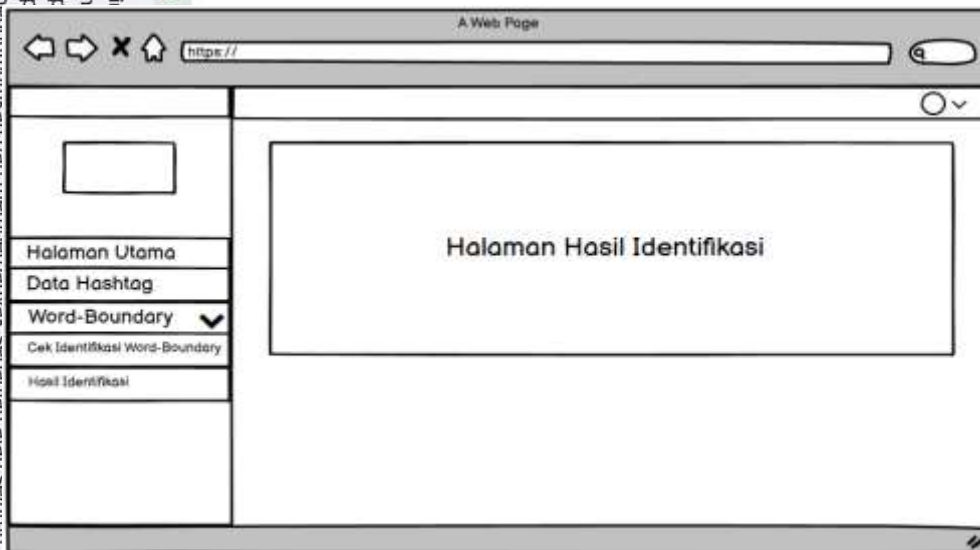 A Web Page
https://
Halaman Utama
Data Hashtag
Word-Boundary
Cek Identifikasi Word-Boundary
Hasil Identifikasi
Halaman Hasil Identifikasi